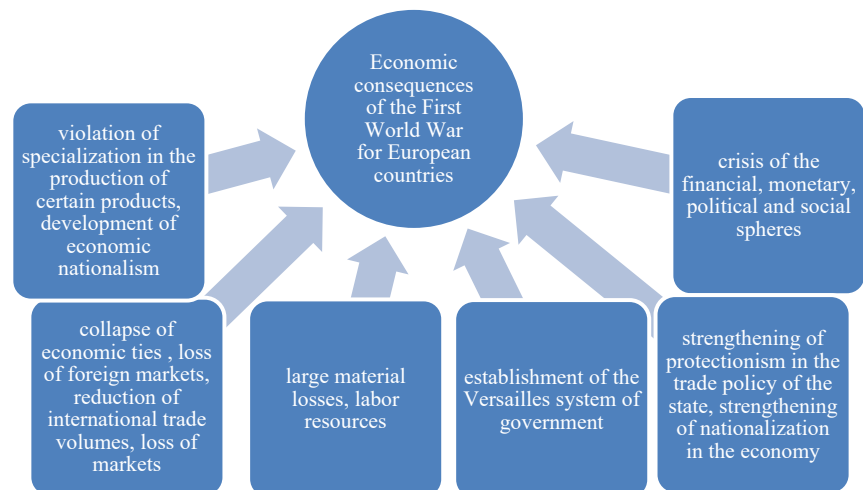 Economic
consequences
of the First
World War
for European
countries
violation of
specialization in the
production of
certain products,
development of
economic
nationalism
collapse of
economic ties , loss
of foreign markets,
reduction of
international trade
volumes, loss of
markets
large material
losses, labor
resources
establishment of the
Versailles system of
government
strengthening of
protectionism in the
trade policy of the
state, strengthening
of nationalization
in the economy
crisis of the
financial, monetary,
political and social
spheres